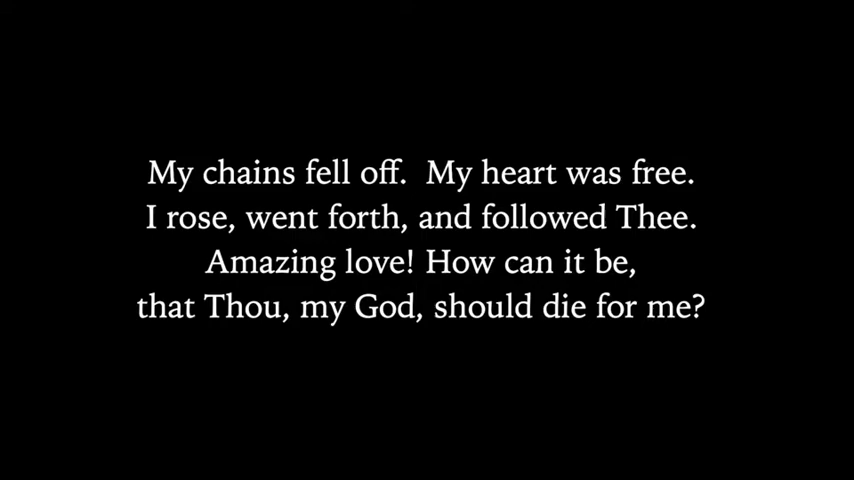 My chains fell off.  My heart was free.
I rose, went forth, and followed Thee.
Amazing love! How can it be,
that Thou, my God, should die for me?